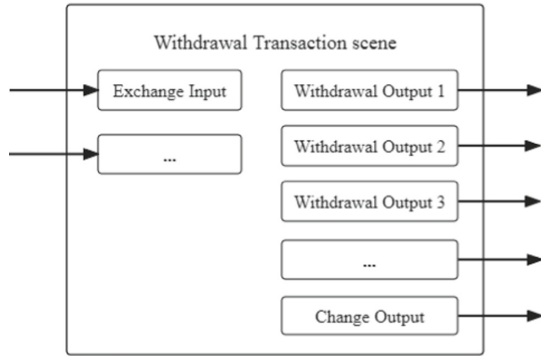 Withdrawal Transaction scene
Exchange Input
...
Withdrawal Output 1
Withdrawal Output 2
Withdrawal Output 3
...
Change Output